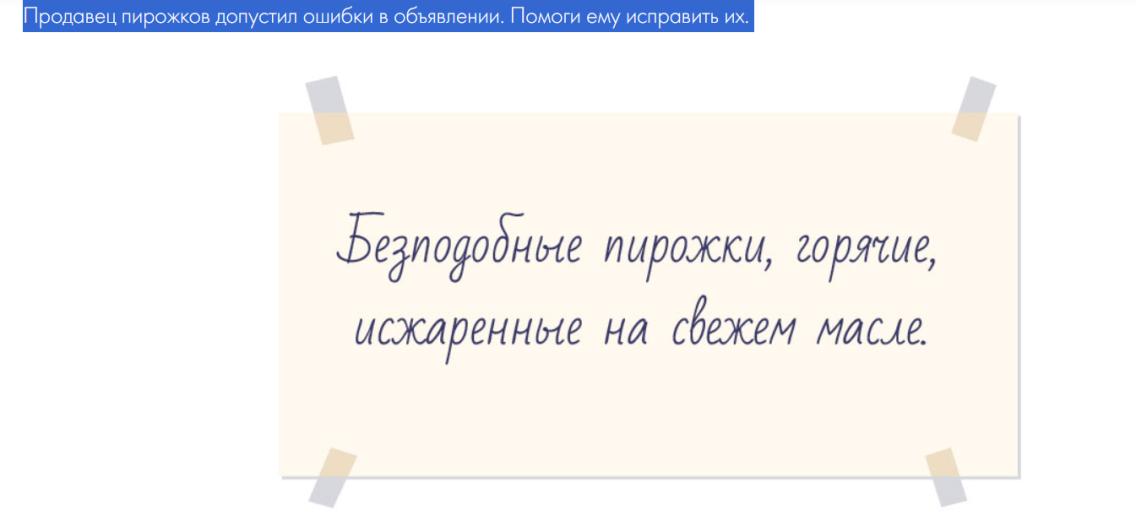 Продавец пирожков допустил ошибки в объявлении. Помоги ему исправить их.
Безподобные пирожки, горячие,
исжаренные на свежем масле.